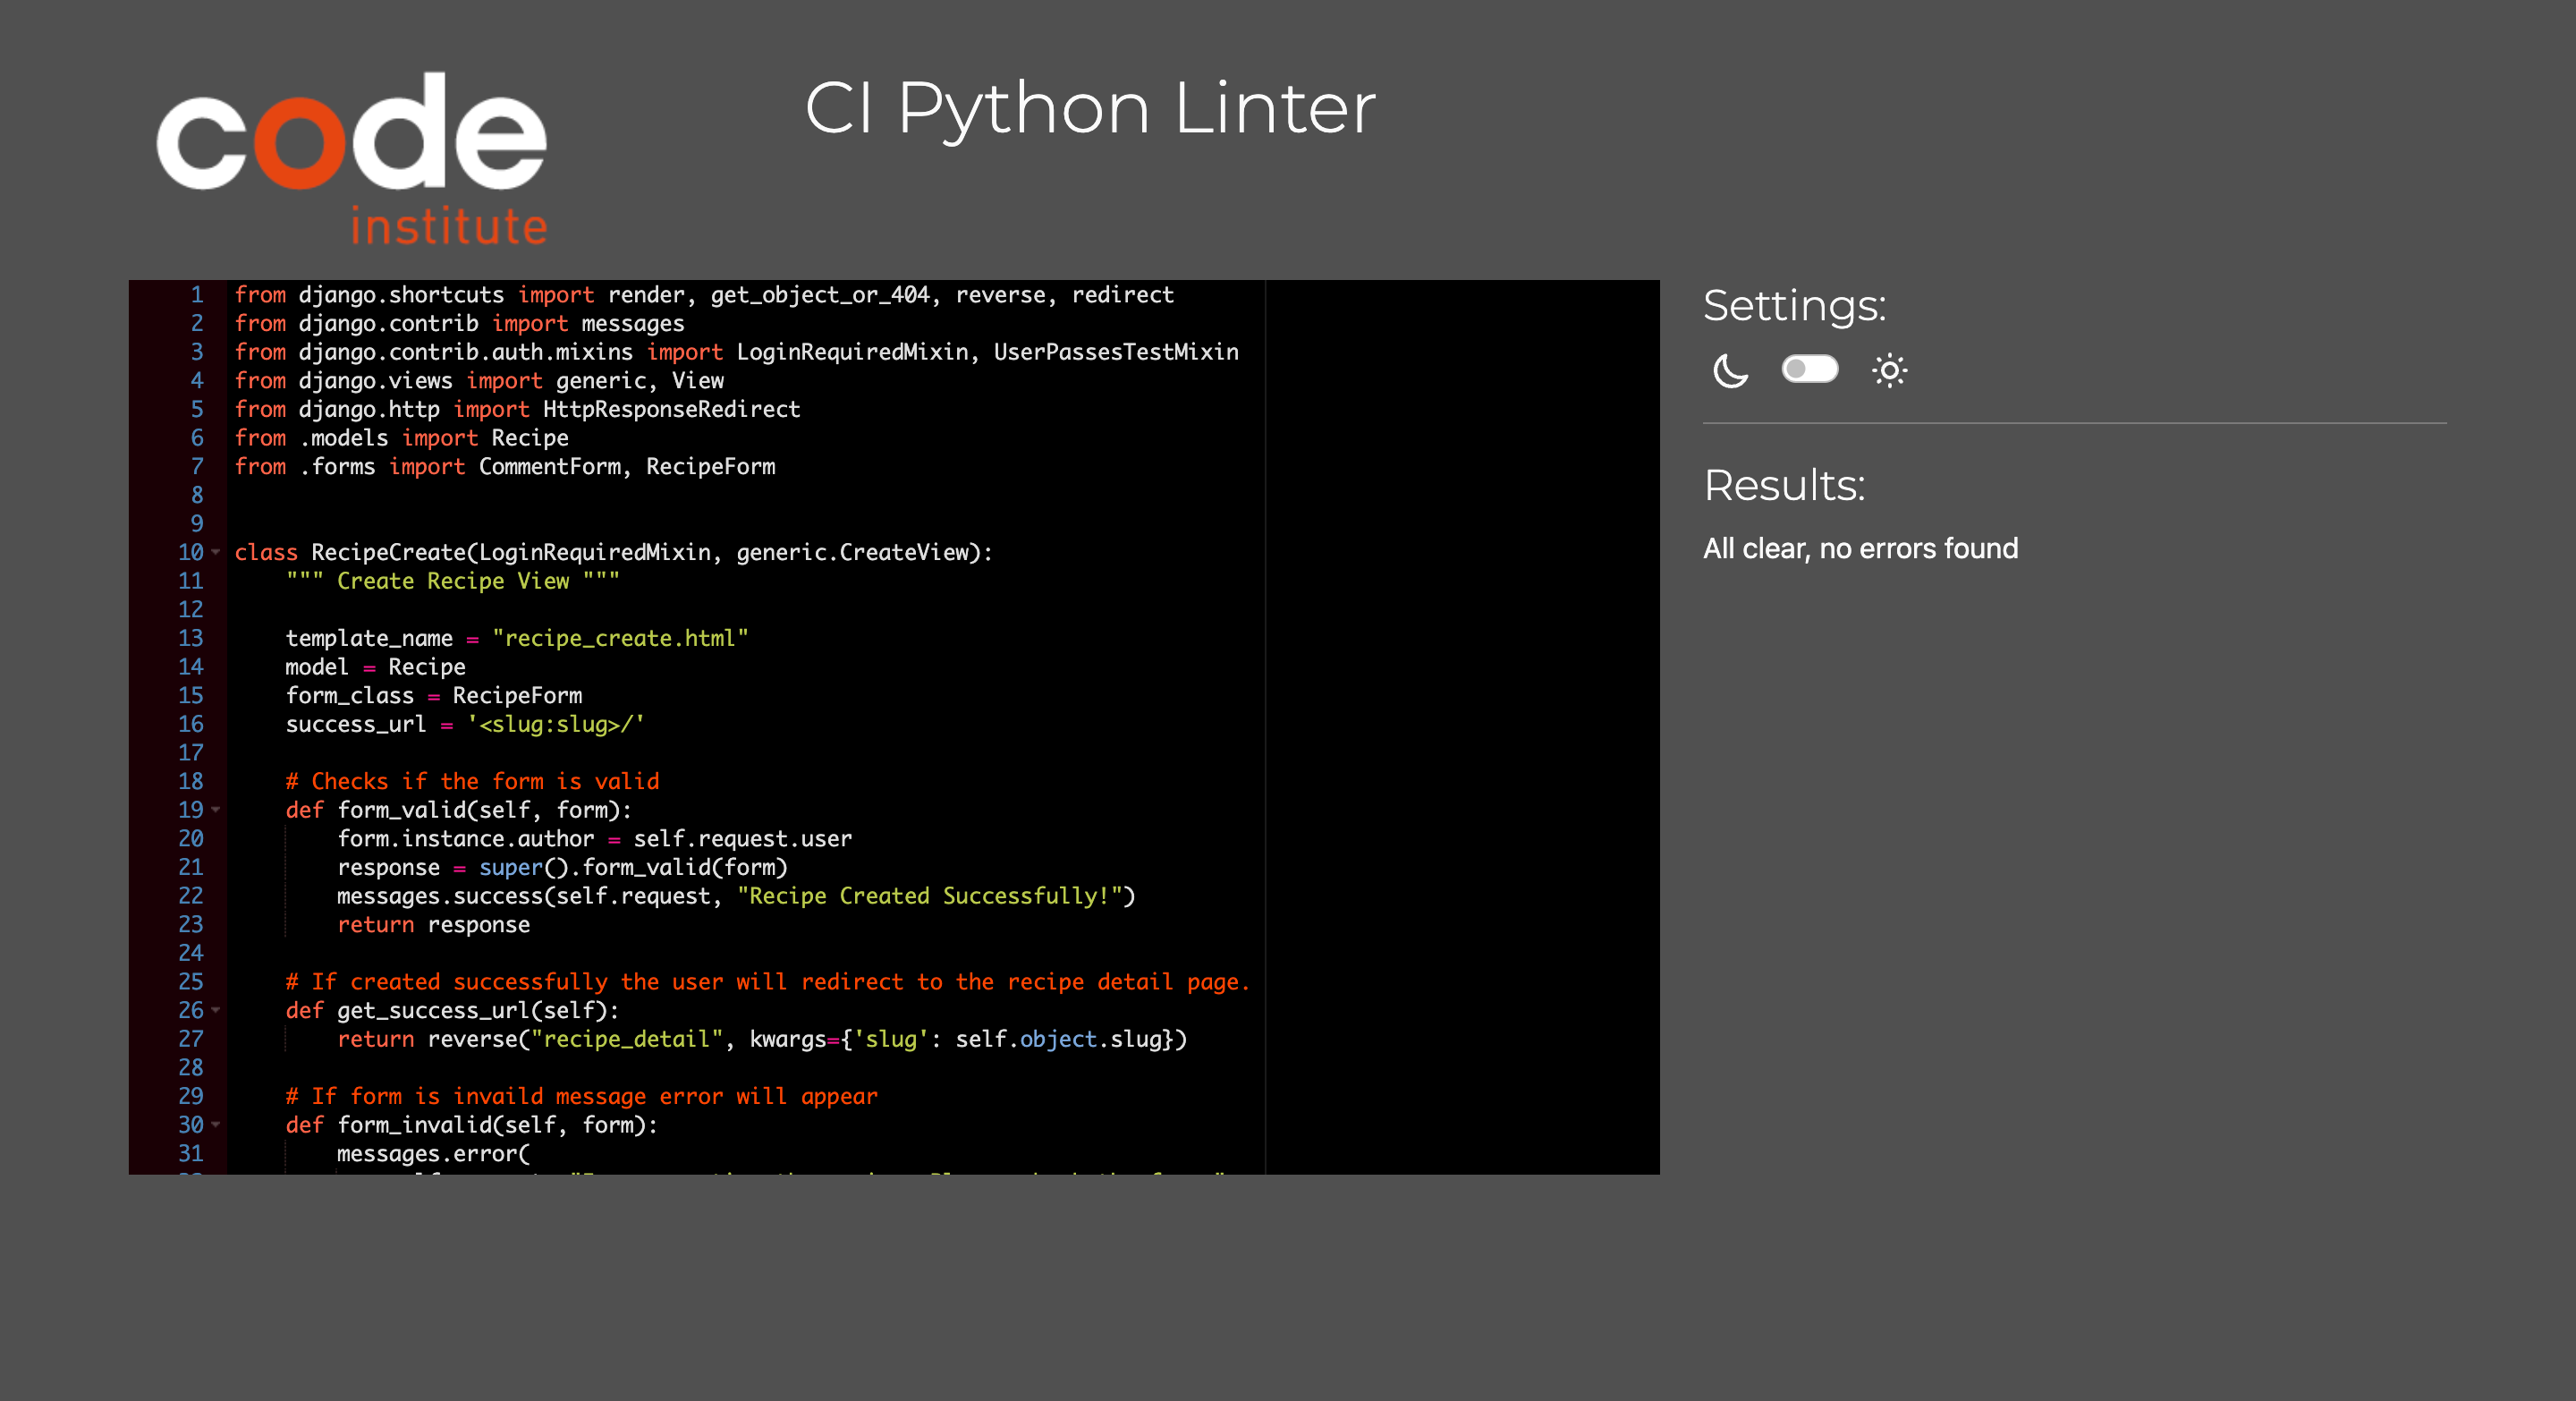 code
institute
CI Python Linter
1 from django.shortcuts import render, get_object_or_404, reverse, redirect
2 from django.contrib import messages
3 from django.contrib.auth.mixins import LoginRequiredMixin, UserPassesTestMixin
4 from django.views import generic, View
5 from django.http import HttpResponseRedirect
6 from .models import Recipe
7 from .forms import CommentForm, RecipeForm
8
9
10 class RecipeCreate(LoginRequiredMixin, generic.CreateView):
11     """ Create Recipe View """
12
13     template_name = "recipe_create.html"
14     model = Recipe
15     form_class = RecipeForm
16     success_url = '<slug:slug>/'
17
18     # Checks if the form is valid
19     def form_valid(self, form):
20         form.instance.author = self.request.user
21         response = super().form_valid(form)
22         messages.success(self.request, "Recipe Created Successfully!")
23         return response
24
25     # If created successfully the user will redirect to the recipe detail page.
26     def get_success_url(self):
27         return reverse("recipe_detail", kwargs={'slug': self.object.slug})
28
29     # If form is invaild message error will appear
30     def form_invalid(self, form):
31         messages.error(
Settings:
Results:
All clear, no errors found